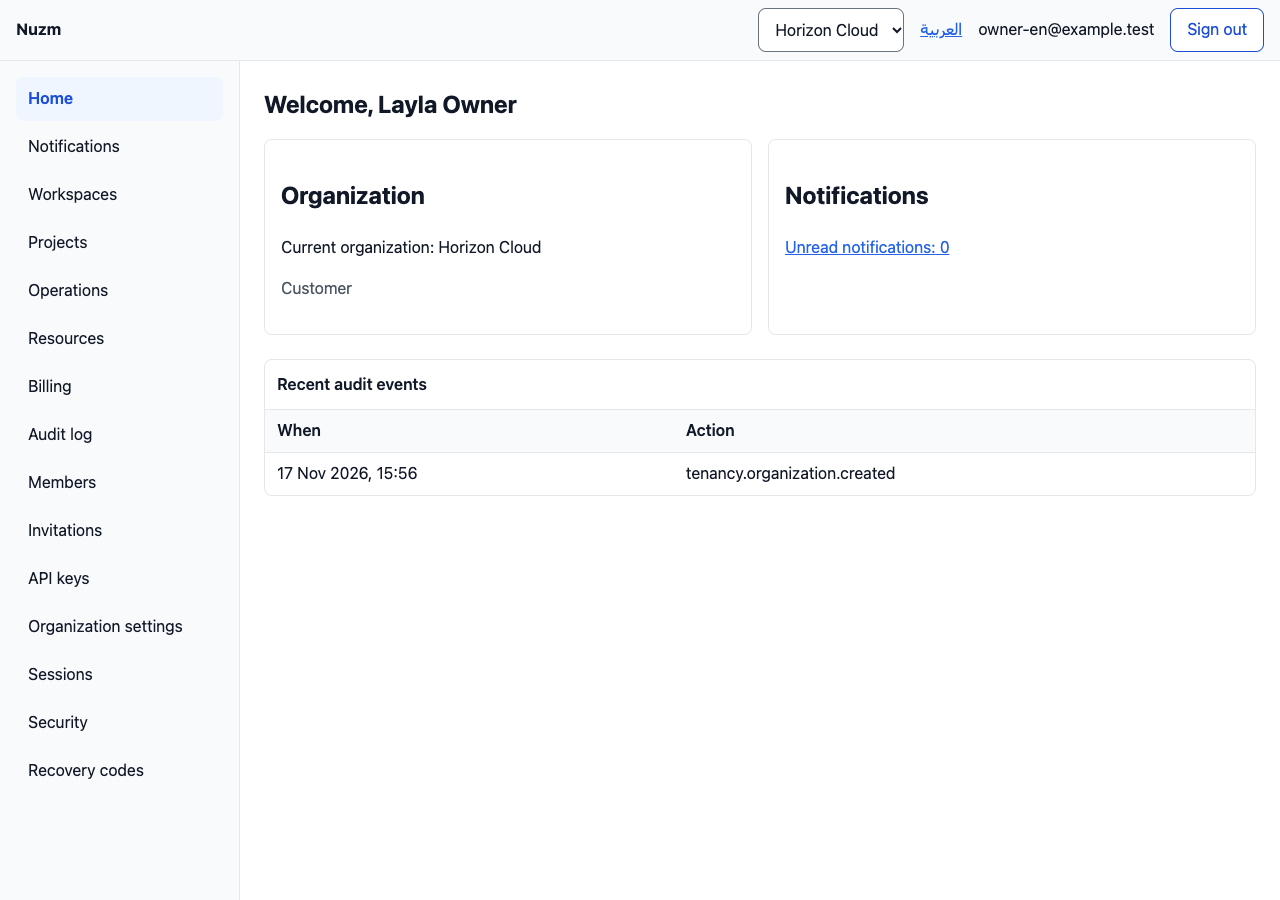 Nuzm
Horizon Cloud
العربية
owner-en@example.test
Sign out
Home
Notifications
Workspaces
Projects
Operations
Resources
Billing
Audit log
Members
Invitations
API keys
Organization settings
Sessions
Security
Recovery codes
Welcome, Layla Owner
Organization
Current organization: Horizon Cloud
Customer
Notifications
Unread notifications: 0
Recent audit events
When Action
17 Nov 2026, 15:56 tenancy.organization.created